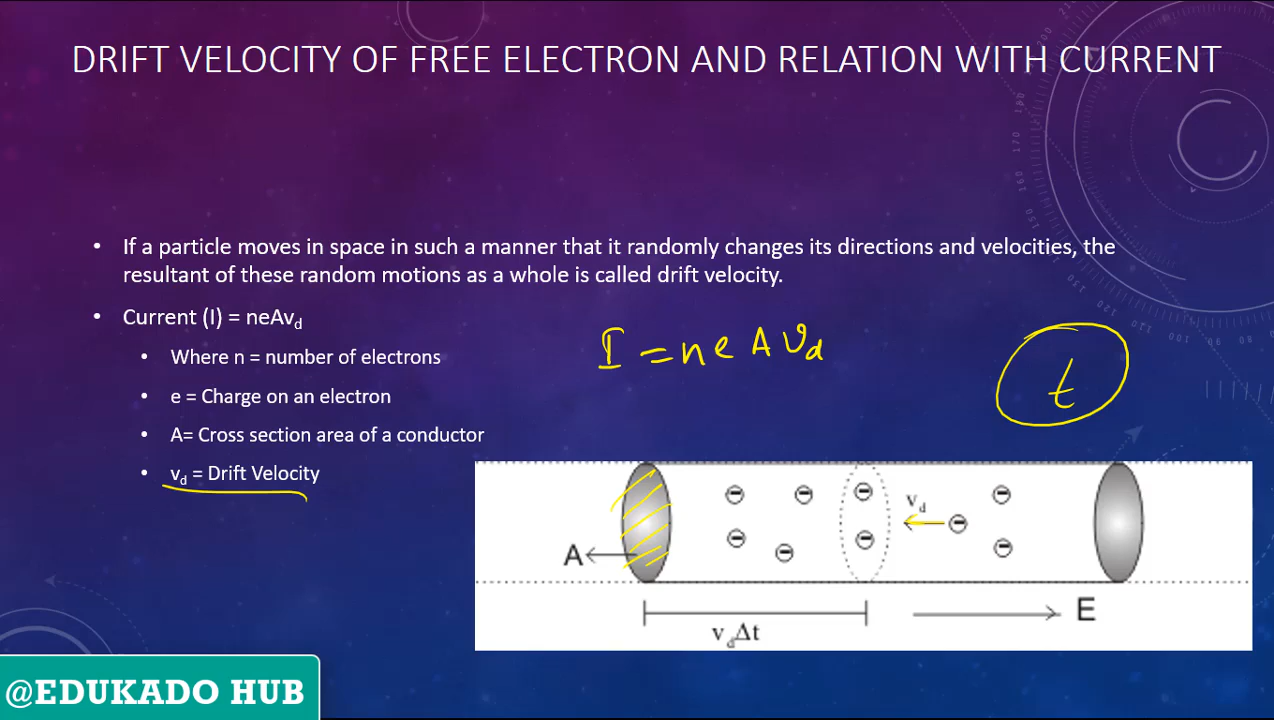 DRIFT VELOCITY OF FREE ELECTRON AND RELATION WITH CURRENT
• If a particle moves in space in such a manner that it randomly changes its directions and velocities, the
resultant of these random motions as a whole is called drift velocity.
• Current (I) = neAvd
• Where n = number of electrons
• e = Charge on an electron
• A= Cross section area of a conductor
• vd = Drift Velocity
I = neAvd
t
vd
A
E
vdΔt
@EDUKADO HUB